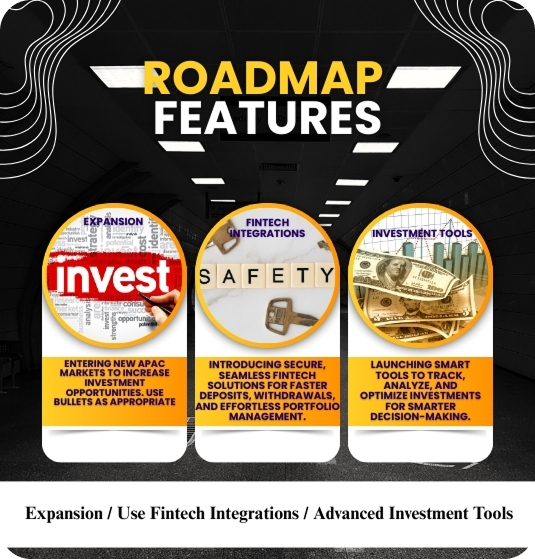 ROADMAP
FEATURES
EXPANSION
invest
FINTECH
INTEGRATIONS
SAFETY
INVESTMENT TOOLS
ENTERING NEW APAC
MARKETS TO INCREASE
INVESTMENT
OPPORTUNITIES. USE
BULLETS AS APPROPRIATE
INTRODUCING SECURE,
SEAMLESS FINTECH
SOLUTIONS FOR FASTER
DEPOSITS, WITHDRAWALS,
AND EFFORTLESS PORTFOLIO
MANAGEMENT.
LAUNCHING SMART
TOOLS TO TRACK,
ANALYZE, AND
OPTIMIZE INVESTMENTS
FOR SMARTER
DECISION-MAKING.
Expansion / Use Fintech Integrations / Advanced Investment Tools